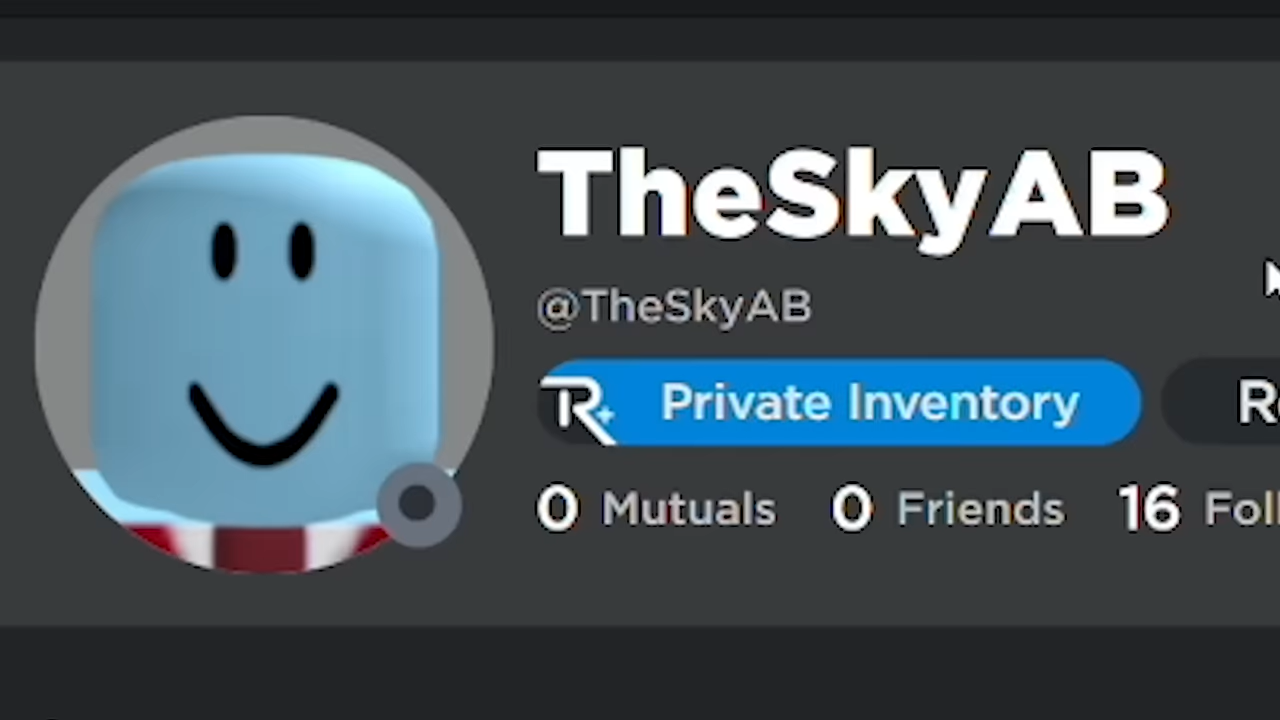 TheSkyAB
@TheSkyAB
R+ Private Inventory
0 Mutuals 0 Friends 16